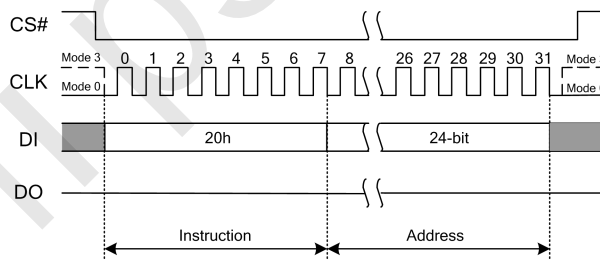 CS#
Mode 3 0 1 2 3 4 5 6 7 8 26 27 28 29 30 31 Mode
CLK
Mode 0 Mode
DI 20h 24-bit
DO
Instruction Address